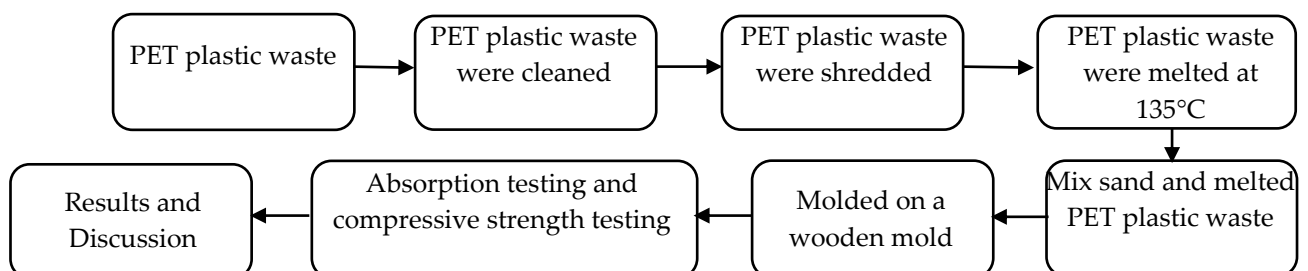 PET plastic waste
PET plastic waste
were cleaned
PET plastic waste
were shredded
PET plastic waste
were melted at
135°C
Mix sand and melted
PET plastic waste
Molded on a
wooden mold
Absorption testing and
compressive strength testing
Results and
Discussion